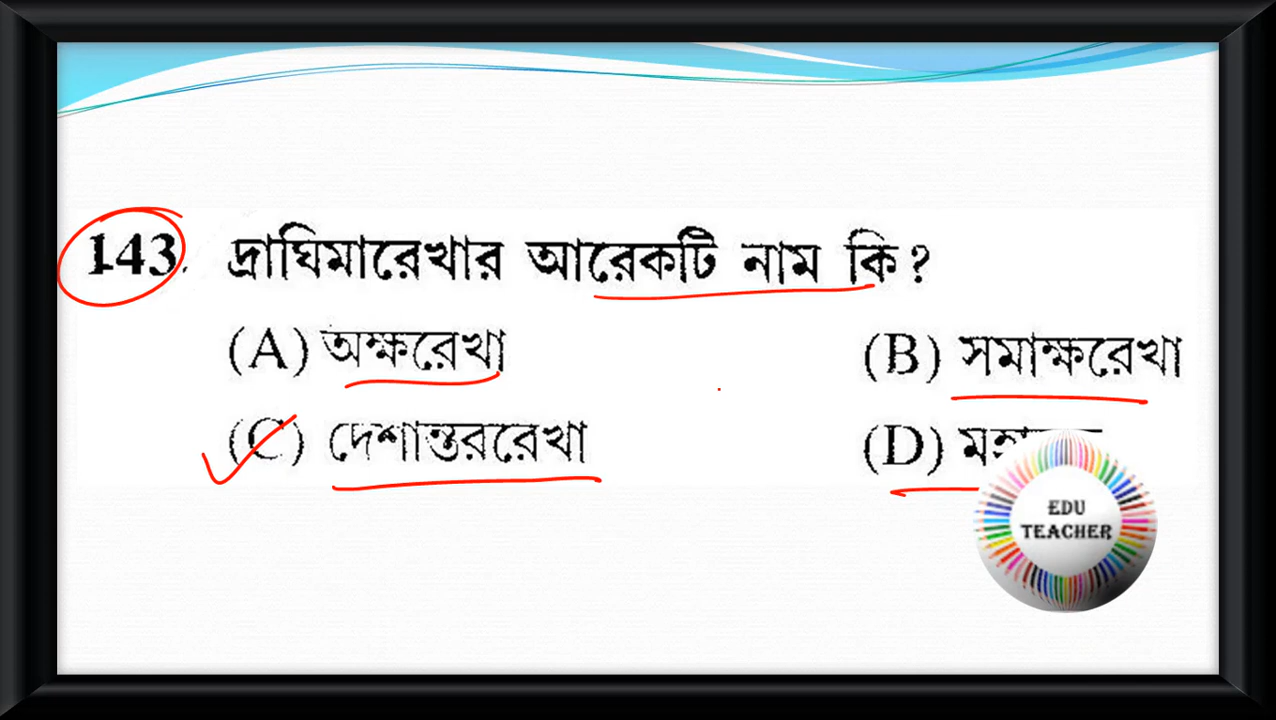 143. দ্রাঘিমারেখার আরেকটি নাম কি?
(A) অক্ষরেখা
(B) সমাক্ষরেখা
(C) দেশান্তররেখা
(D)
EDU
TEACHER